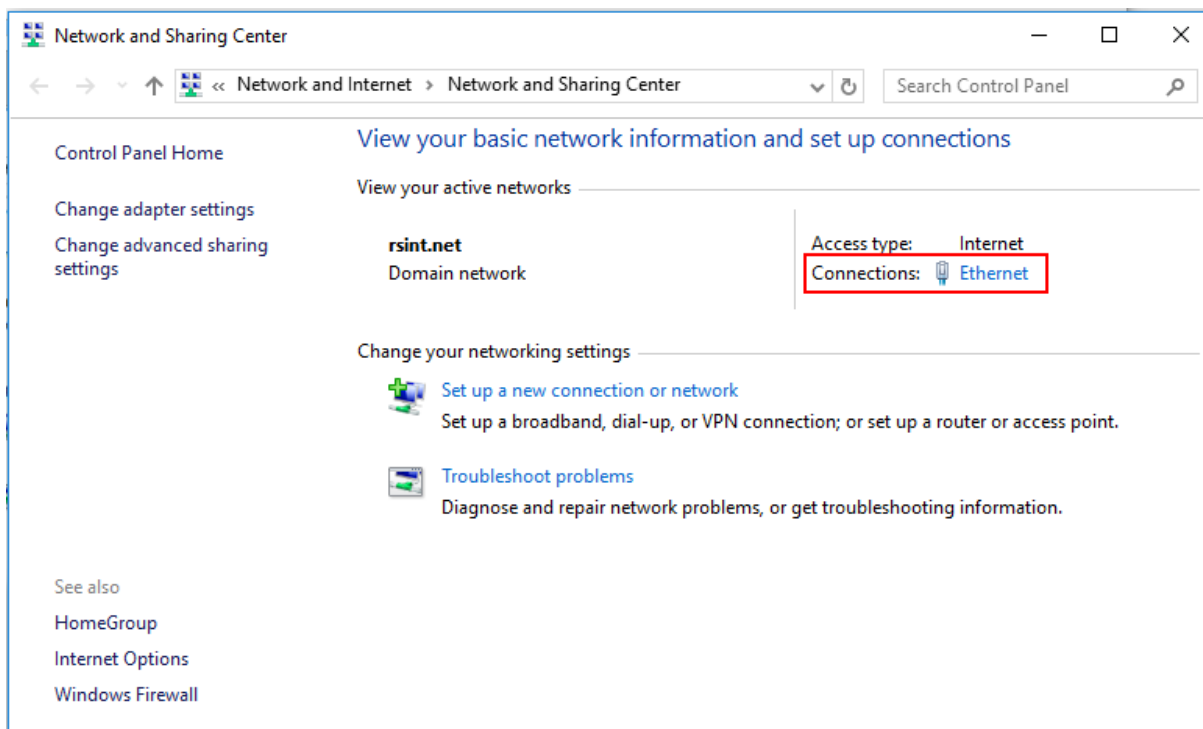 Network and Sharing Center
« Network and Internet › Network and Sharing Center
Search Control Panel
Control Panel Home
Change adapter settings
Change advanced sharing
settings
View your basic network information and set up connections
View your active networks
rsint.net
Domain network
Access type: Internet
Connections: Ethernet
Change your networking settings
Set up a new connection or network
Set up a broadband, dial-up, or VPN connection; or set up a router or access point.
Troubleshoot problems
Diagnose and repair network problems, or get troubleshooting information.
See also
HomeGroup
Internet Options
Windows Firewall